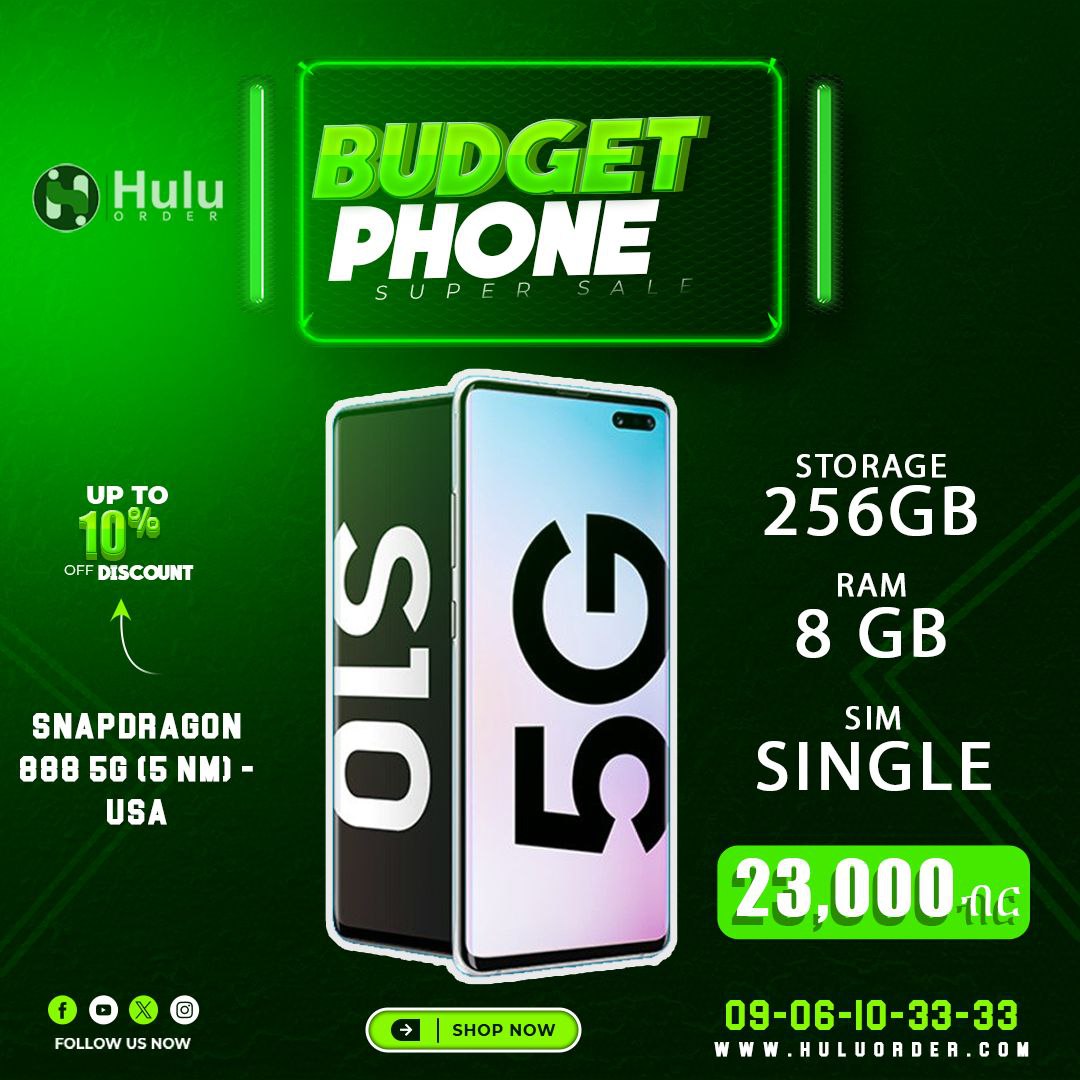 Hulu
ORDER
BUDGET
PHONE
SUPER SALE
UP TO
10%
OFF DISCOUNT
SNAPDRAGON
888 5G (5 NM) -
USA
S10
5G
STORAGE
256GB
RAM
8 GB
SIM
SINGLE
23,000 ብር
FOLLOW US NOW
SHOP NOW
09-06-10-33-33
WWW.HULUORDER.COM